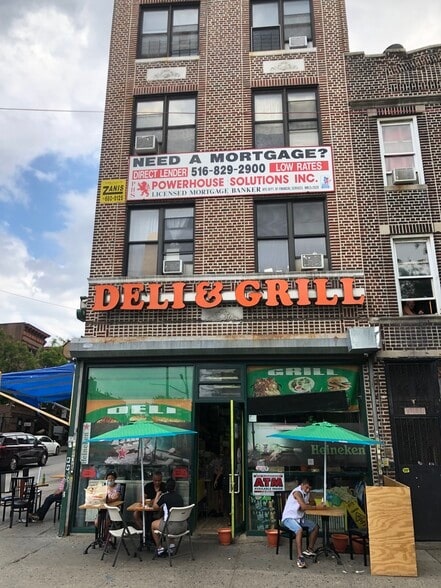 NEED A MORTGAGE?
DIRECT LENDER 516-829-2900 LOW RATES
POWERHOUSE SOLUTIONS INC.
LICENSED MORTGAGE BANKER
ZANIS
DELI & GRILL
DELI
GRILL
Heineken
ATM